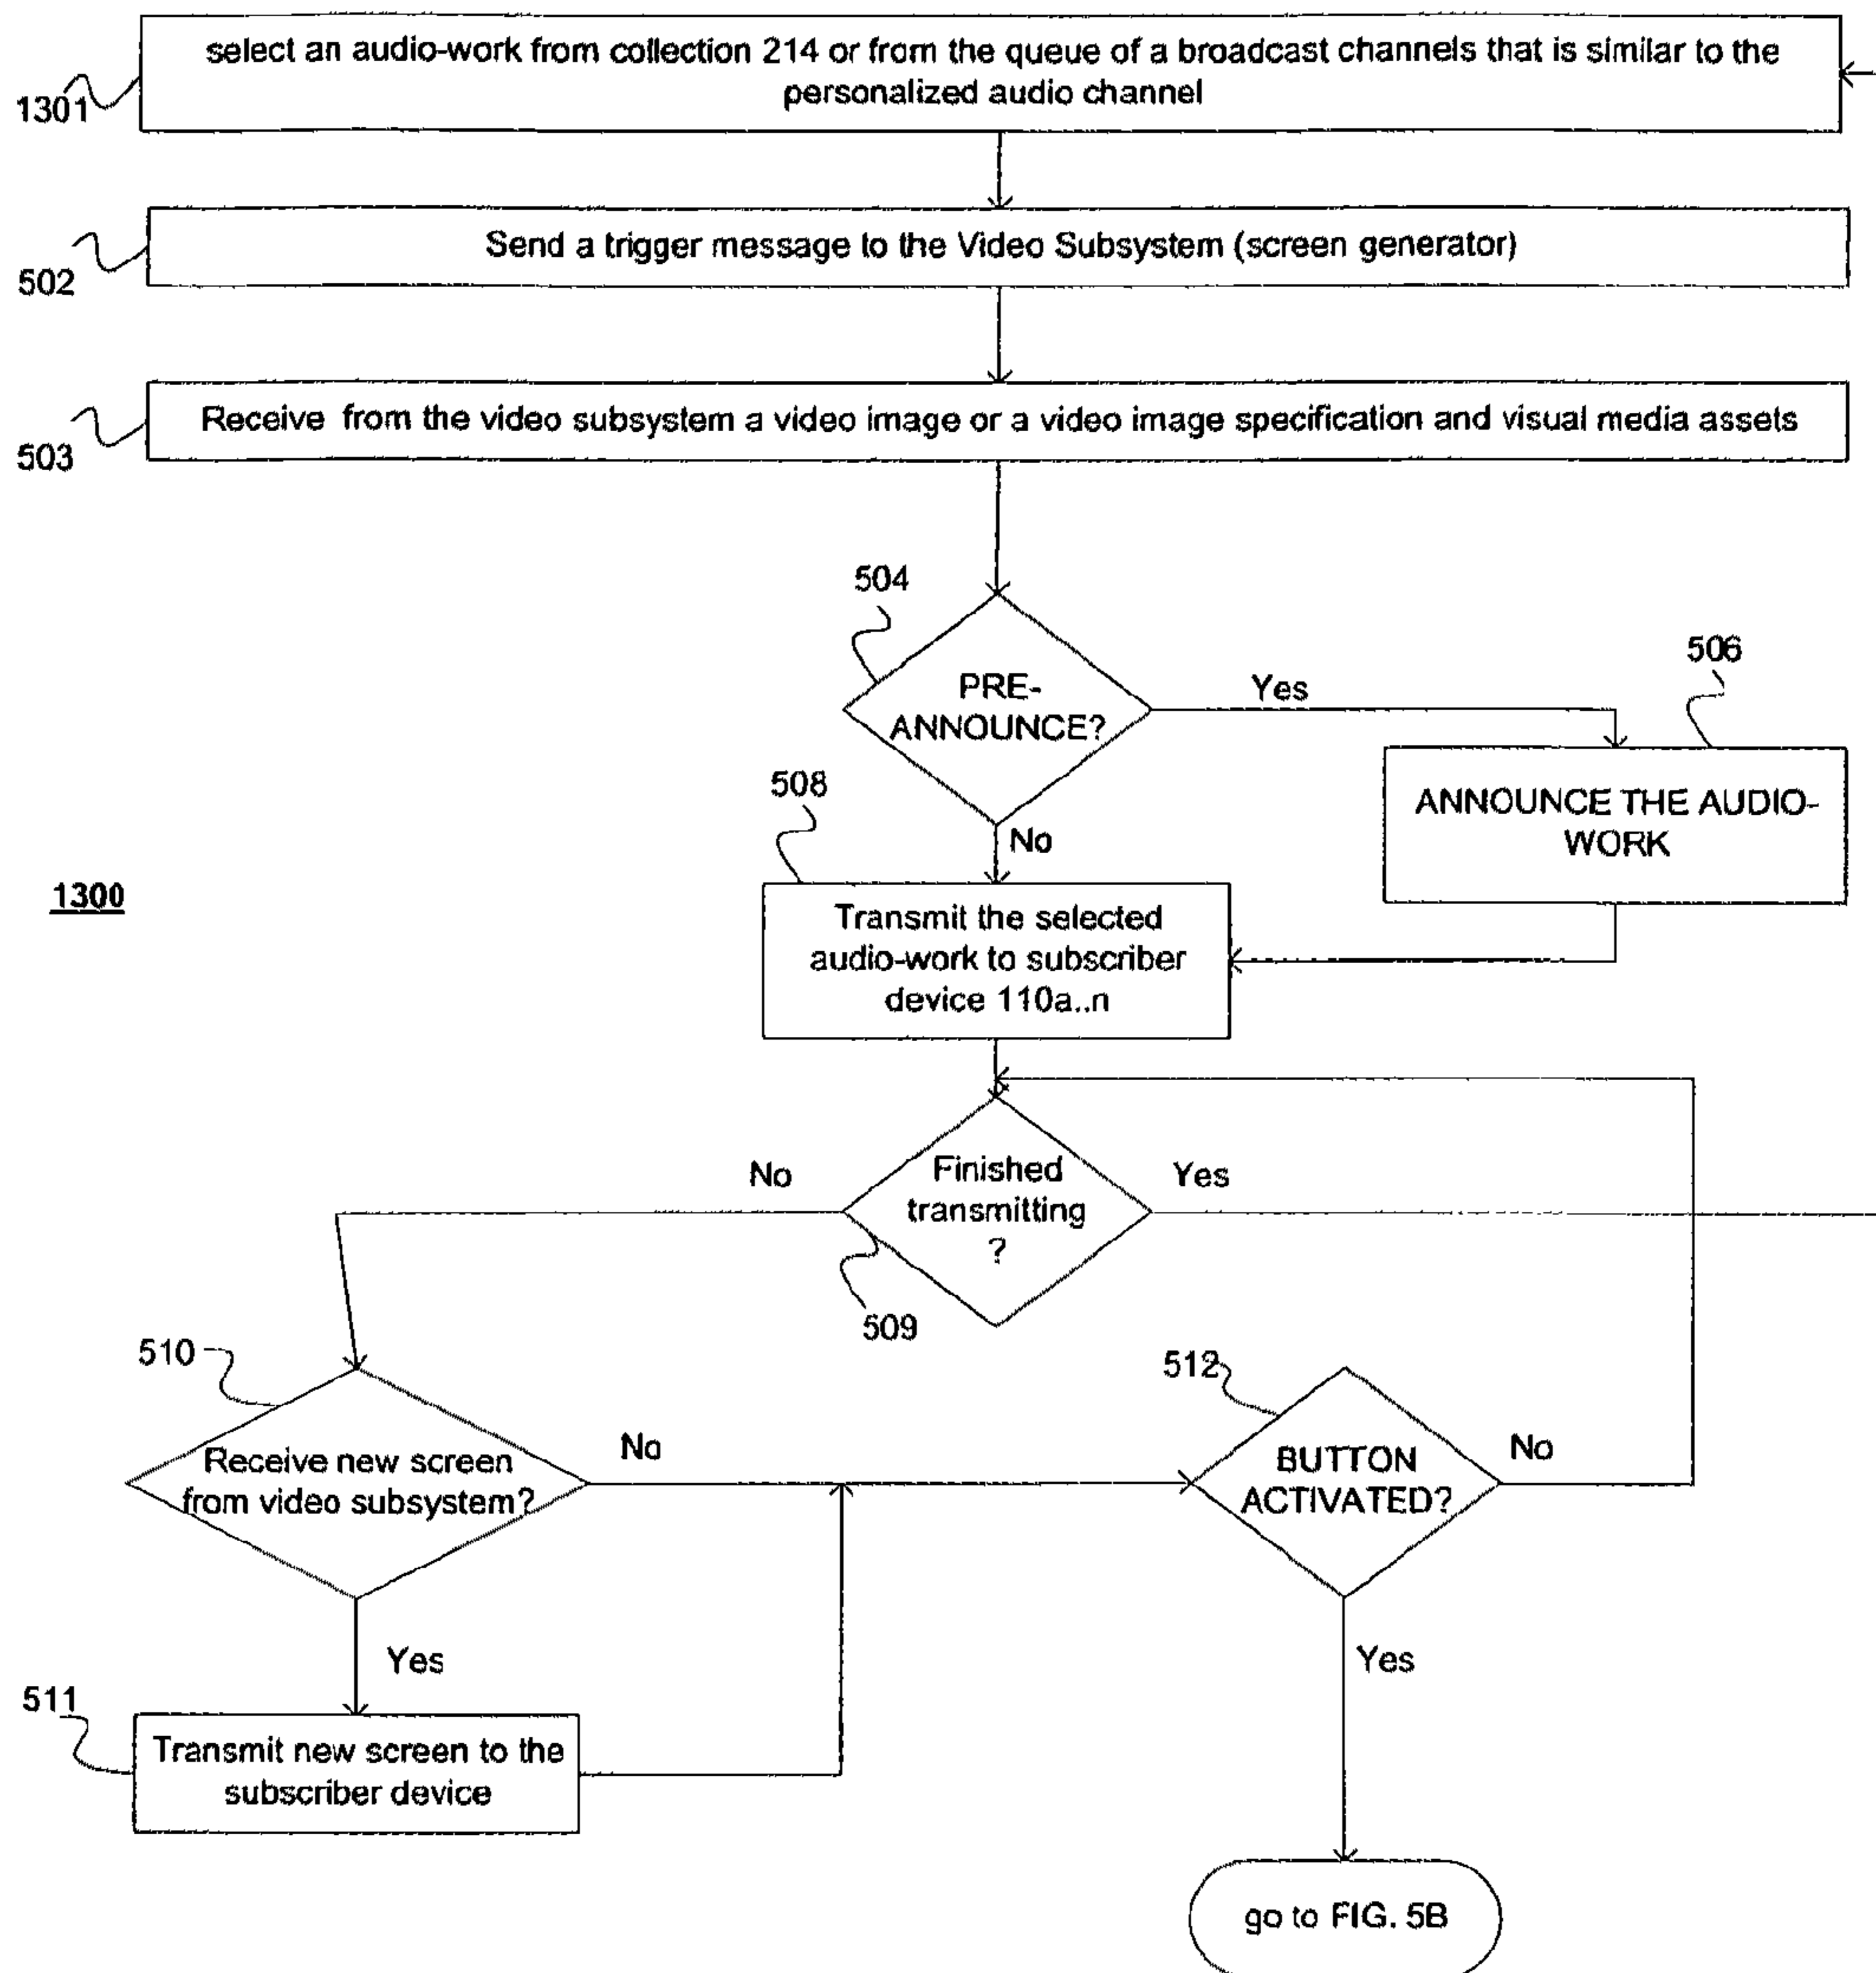 select an audio-work from collection 214 or from the queue of a broadcast channels that is similar to the
personalized audio channel
1301
Send a trigger message to the Video Subsystem (screen generator)
502
Receive from the video subsystem a video image or a video image specification and visual media assets
503
504
PRE-
ANNOUNCE?
Yes
506
ANNOUNCE THE AUDIO-
WORK
No
508
1300
Transmit the selected
audio-work to subscriber
device 110a..n
No
Finished
transmitting
?
Yes
509
510
Receive new screen
from video subsystem?
No
512
BUTTON
ACTIVATED?
No
Yes
Yes
511
Transmit new screen to the
subscriber device
go to FIG. 5B